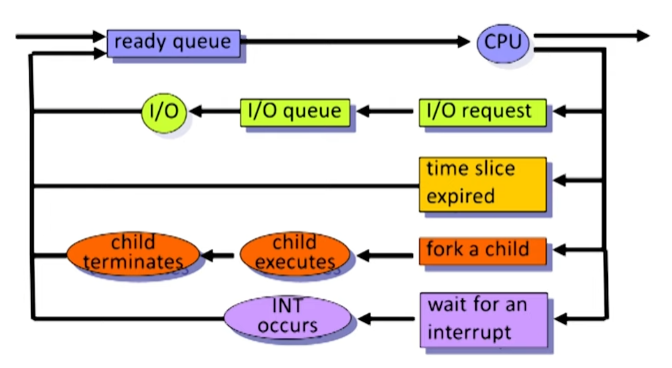 ready queue
CPU
I/O
I/O queue
I/O request
time slice
expired
child
terminates
child
executes
fork a child
INT
occurs
wait for an
interrupt